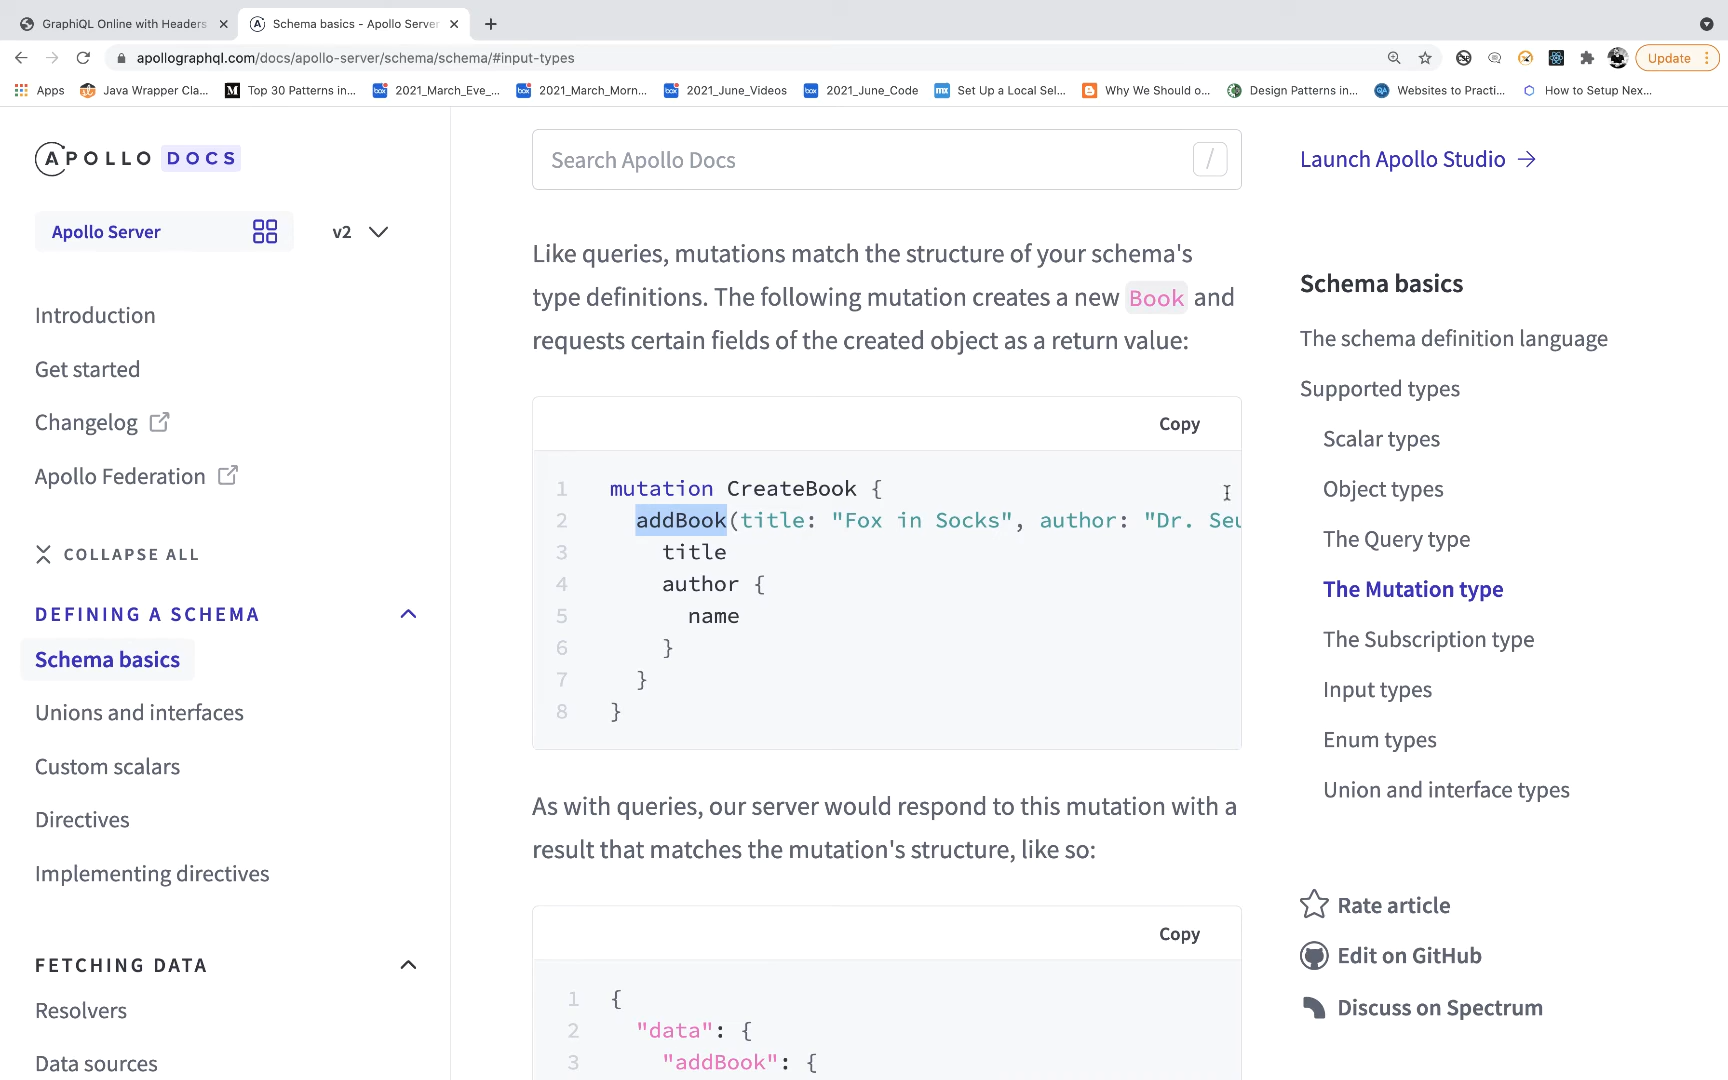 GraphiQL Online with Headers
Schema basics - Apollo Server
apollographql.com/docs/apollo-server/schema/schema/#input-types
Update
Apps
Java Wrapper Cla...
Top 30 Patterns in...
2021_March_Eve_...
2021_March_Morn...
2021_June_Videos
2021_June_Code
Set Up a Local Sel...
Why We Should o...
Design Patterns in...
Websites to Practi...
How to Setup Nex...
APOLLO DOCS
Apollo Server
v2
Introduction
Get started
Changelog
Apollo Federation
COLLAPSE ALL
DEFINING A SCHEMA
Schema basics
Unions and interfaces
Custom scalars
Directives
Implementing directives
FETCHING DATA
Resolvers
Data sources
Search Apollo Docs
/
Like queries, mutations match the structure of your schema's
type definitions. The following mutation creates a new Book and
requests certain fields of the created object as a return value:
Copy
1 mutation CreateBook {
2 addBook(title: "Fox in Socks", author: "Dr. Seu
3 title
4 author {
5 name
6 }
7 }
8 }
As with queries, our server would respond to this mutation with a
result that matches the mutation's structure, like so:
Copy
1 {
2 "data": {
3 "addBook": {
Launch Apollo Studio →
Schema basics
The schema definition language
Supported types
Scalar types
Object types
The Query type
The Mutation type
The Subscription type
Input types
Enum types
Union and interface types
Rate article
Edit on GitHub
Discuss on Spectrum